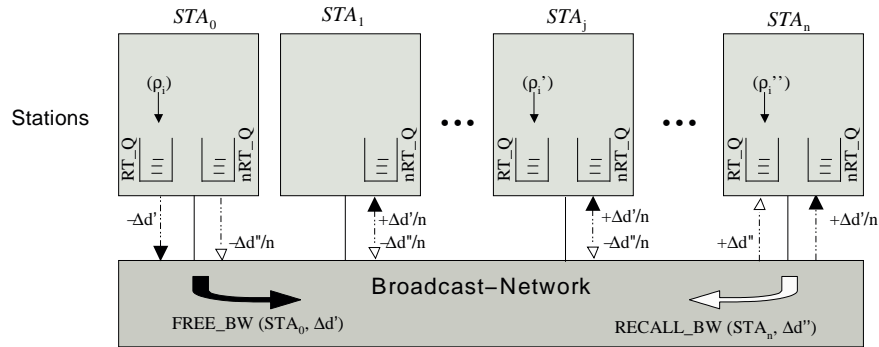 STA₀ STA₁ STAⱼ STAₙ
Stations
(ρᵢ) (ρᵢ') (ρᵢ'')
••• •••
RT_Q nRT_Q nRT_Q RT_Q nRT_Q RT_Q nRT_Q
−Δd' −Δd''/n +Δd'/n −Δd''/n +Δd'/n −Δd''/n +Δd'' +Δd'/n
Broadcast−Network
FREE_BW (STA₀, Δd') RECALL_BW (STAₙ, Δd'')